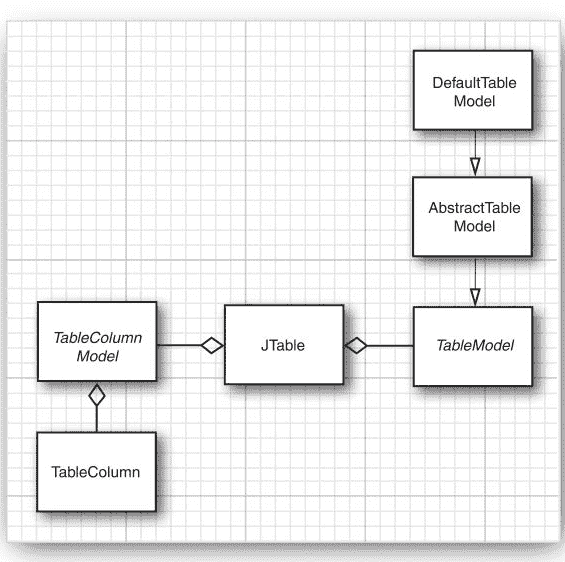 DefaultTable
Model
AbstractTable
Model
TableColumn
Model
JTable
TableModel
TableColumn